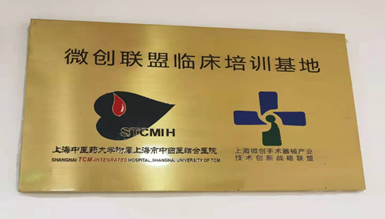 微创联盟临床培训基地
STCMIH
上海中医药大学附属上海市中西医结合医院
SHANGHAI TCM-INTEGRATED HOSPITAL, SHANGHAI UNIVERSITY OF TCM
上海微创手术器械产业
技术创新战略联盟